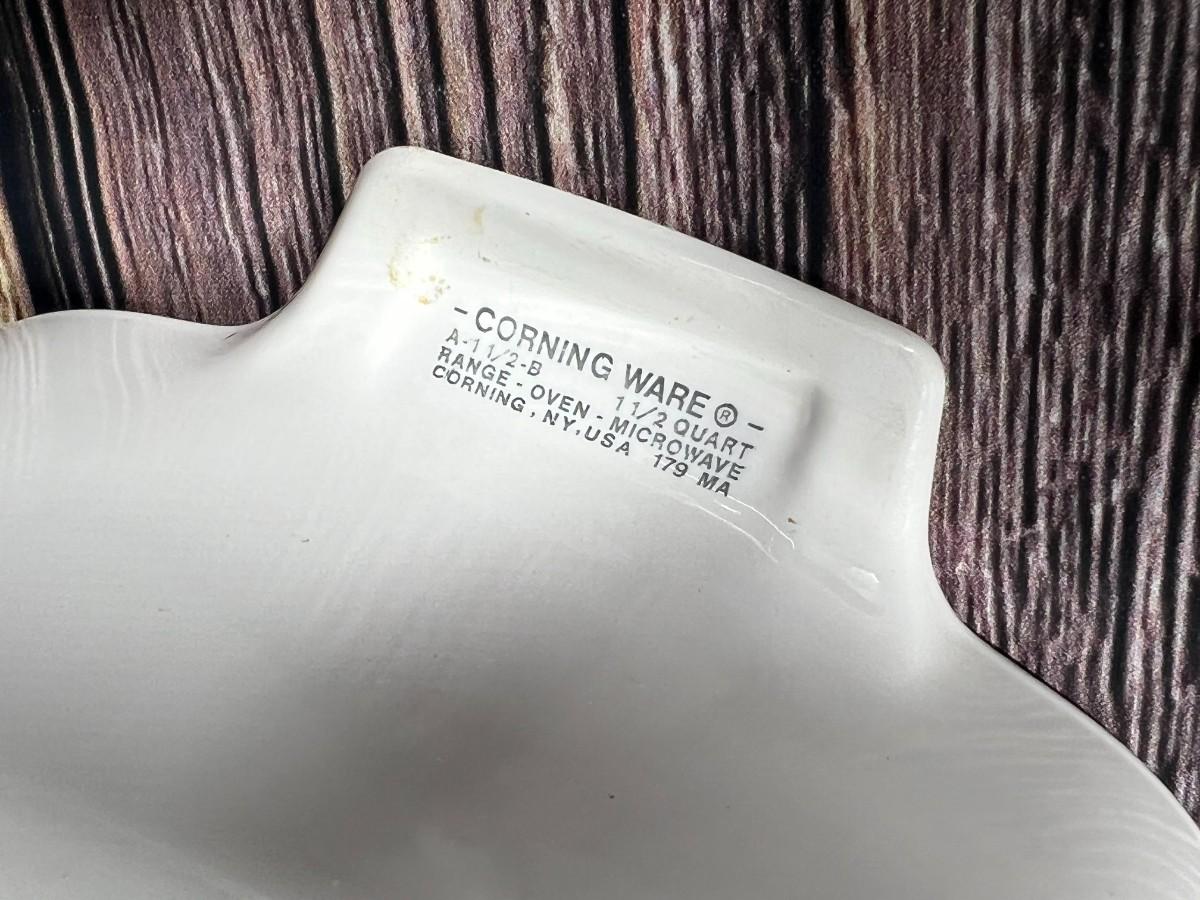 - CORNING WARE ® -
A-1 1/2-B 1 1/2 QUART
RANGE - OVEN - MICROWAVE
CORNING, NY, USA 179 MA